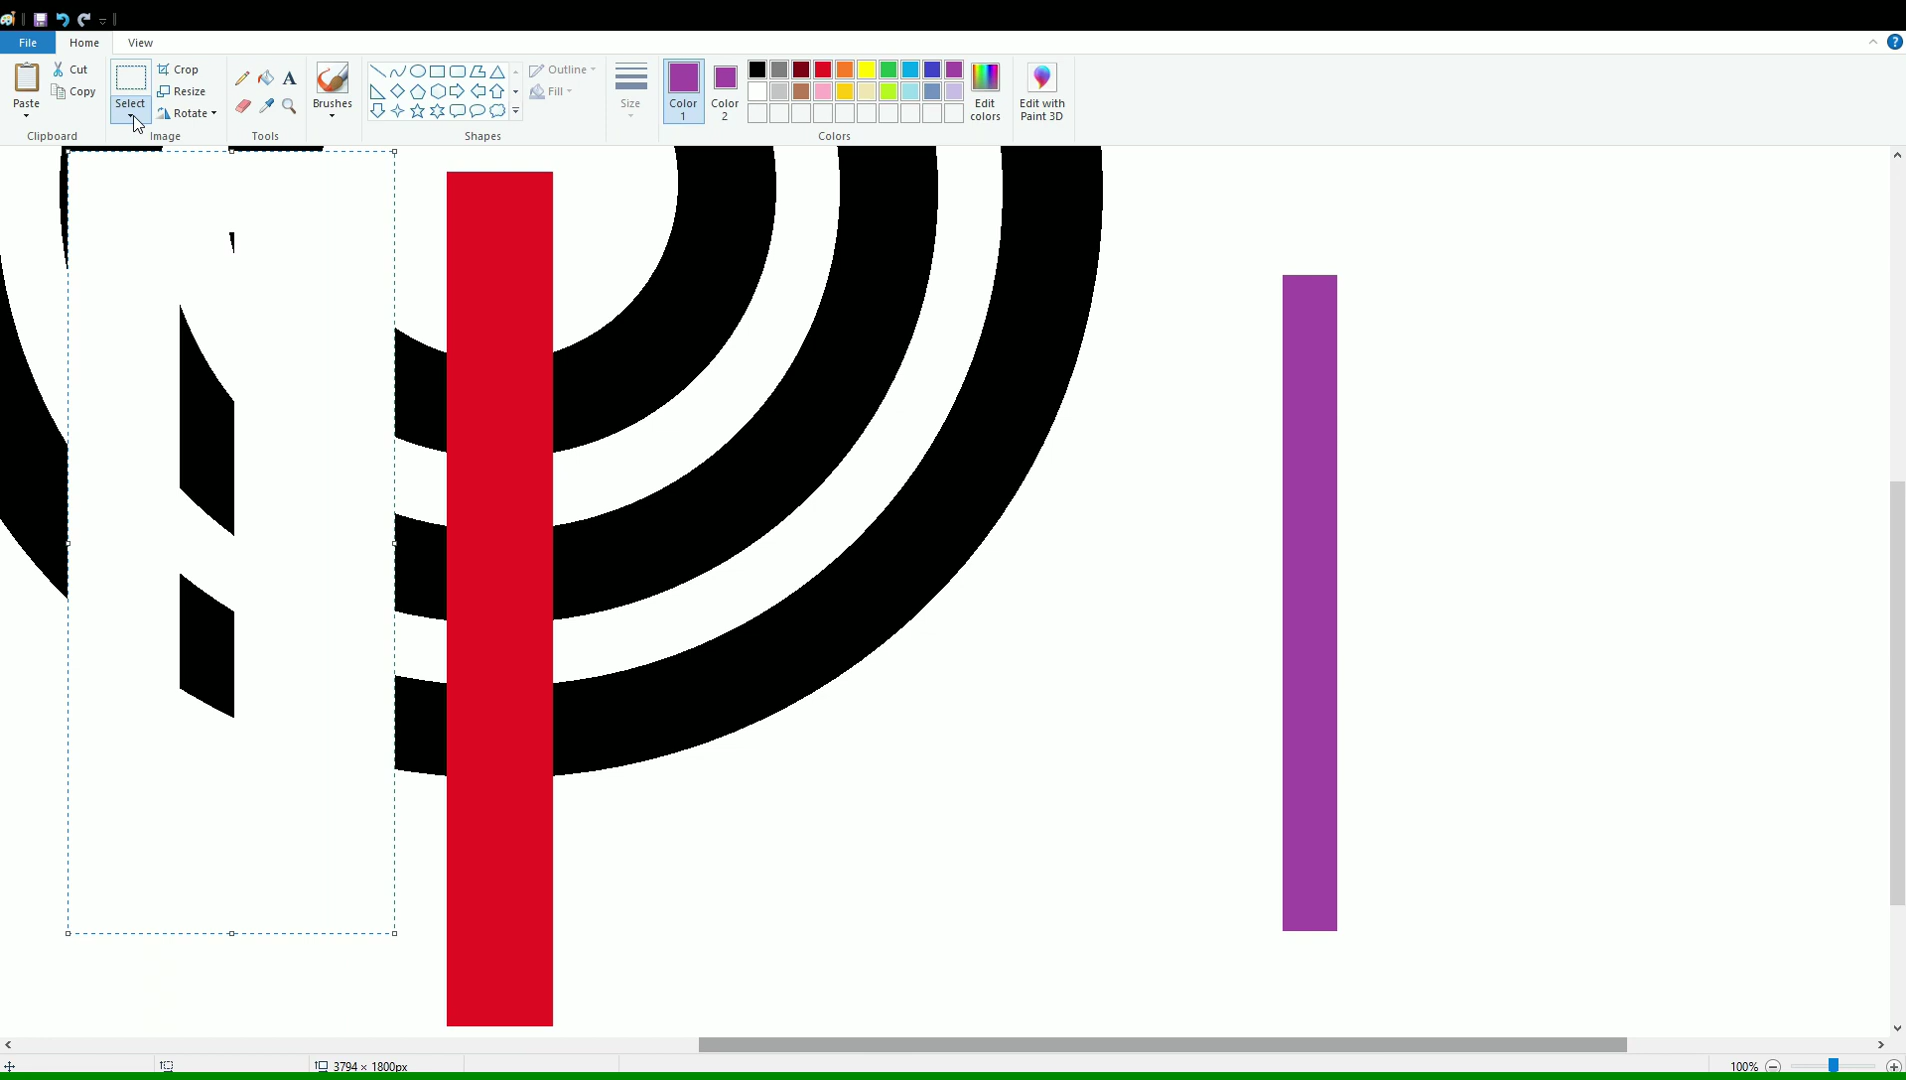 File Home View
Paste
Cut
Copy
Clipboard
Select
Crop
Resize
Rotate
Image
A
Tools
Brushes
Outline
Fill
Shapes
Size
Color 1
Color 2
Edit colors
Colors
Edit with Paint 3D
?
3794 × 1800px
100%